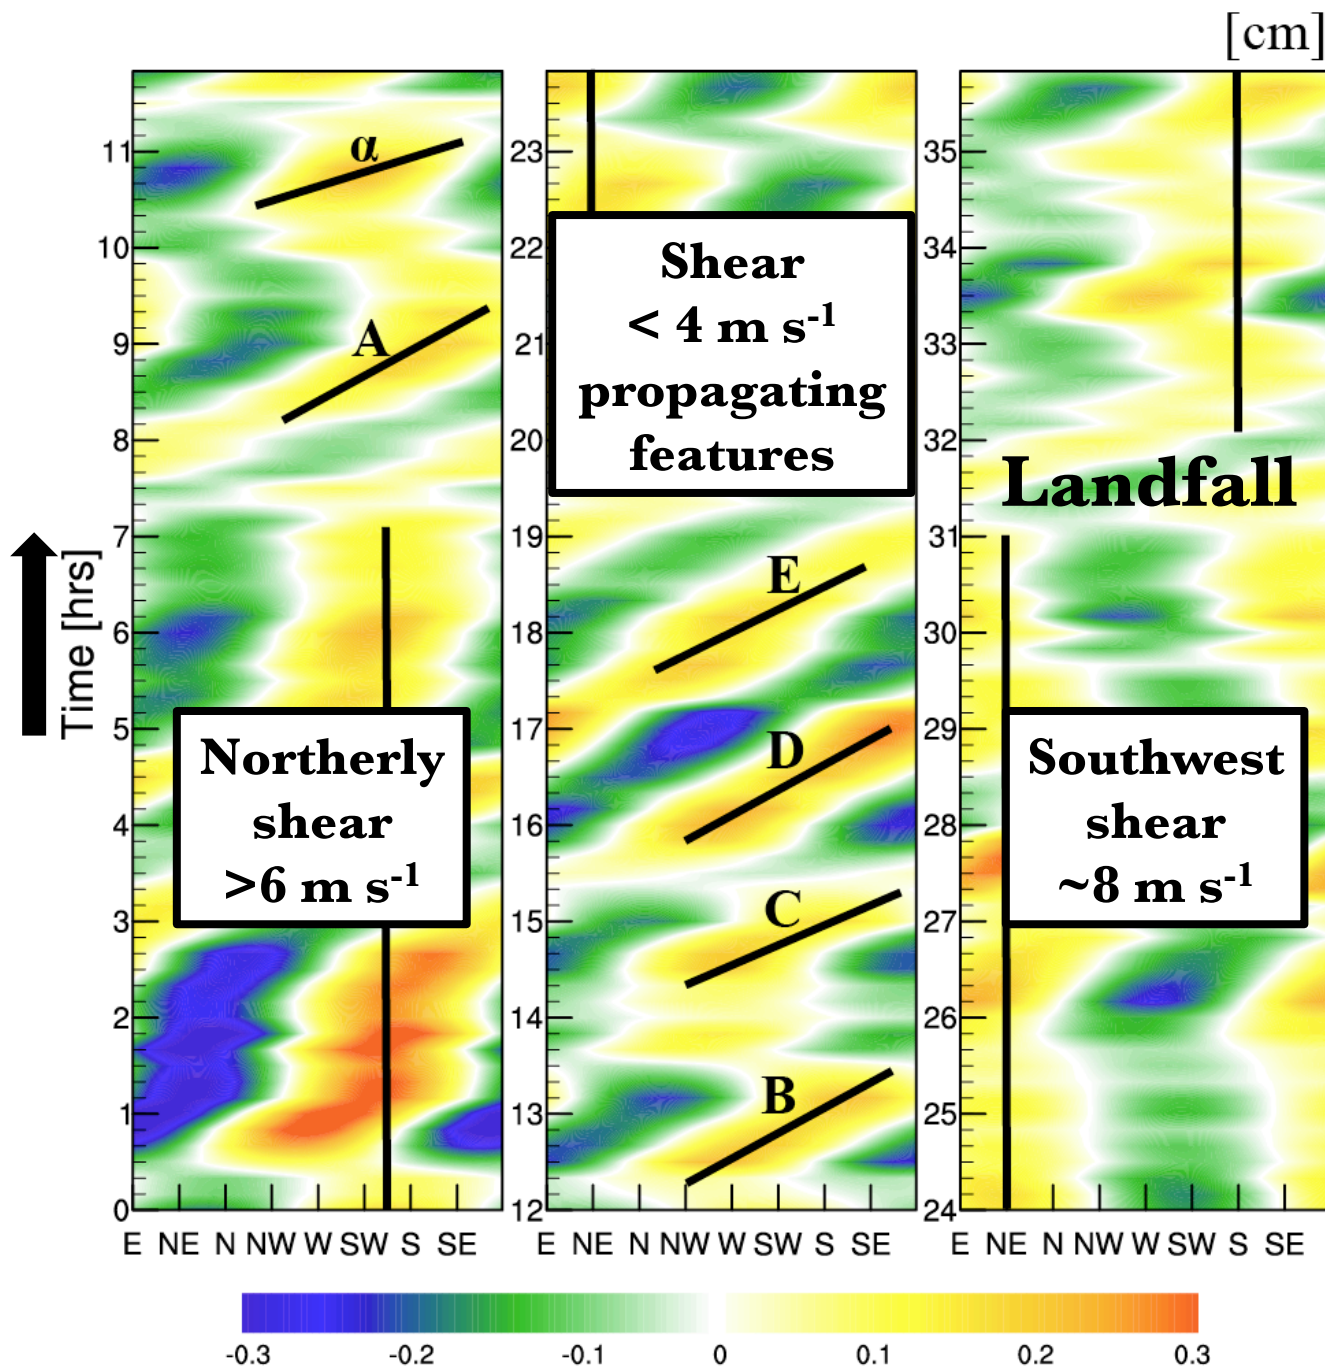 [cm]
11
10
9
8
7
6
5
4
3
2
1
0
Time [hrs]
α
A
Northerly
shear
>6 m s-1
E NE N NW W SW S SE
23
22
21
20
19
18
17
16
15
14
13
12
Shear
< 4 m s-1
propagating
features
E
D
C
B
E NE N NW W SW S SE
35
34
33
32
31
30
29
28
27
26
25
24
Landfall
Southwest
shear
~8 m s-1
E NE N NW W SW S SE
-0.3 -0.2 -0.1 0 0.1 0.2 0.3